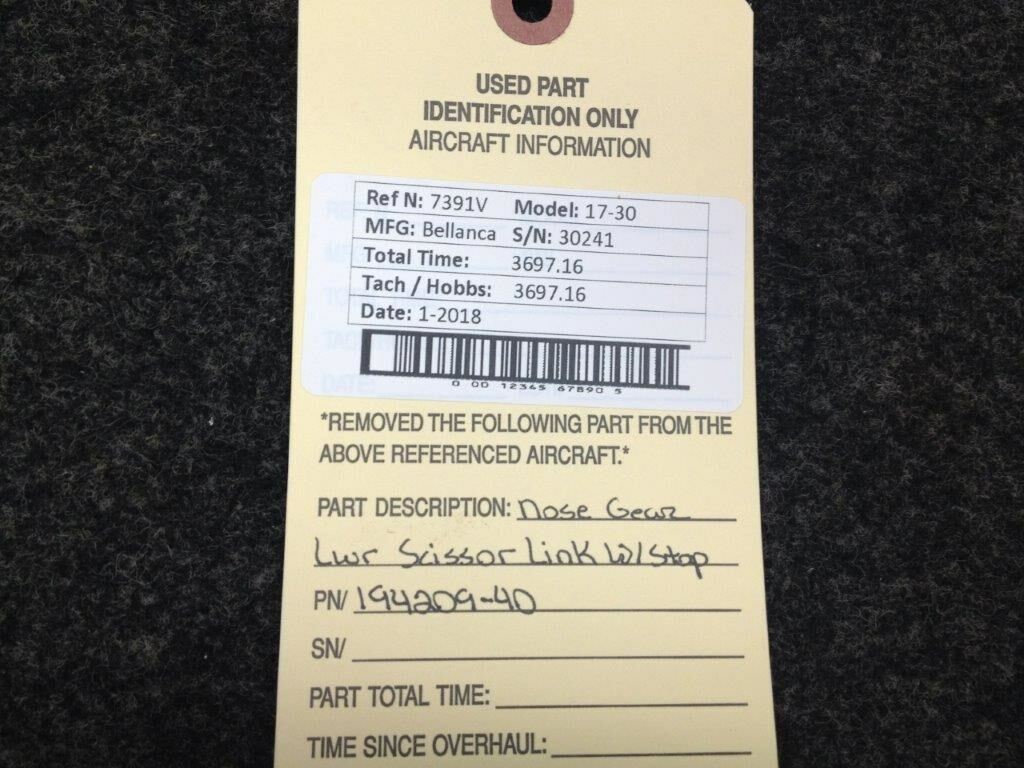 USED PART
IDENTIFICATION ONLY
AIRCRAFT INFORMATION
Ref N: 7391V Model: 17-30
MFG: Bellanca S/N: 30241
Total Time: 3697.16
Tach / Hobbs: 3697.16
Date: 1-2018
0 00 12345 67890 5
*REMOVED THE FOLLOWING PART FROM THE
ABOVE REFERENCED AIRCRAFT.*
PART DESCRIPTION: Nose Gear
Lwr Scissor Link W/Stop
PN/ 194209-40
SN/
PART TOTAL TIME:
TIME SINCE OVERHAUL: